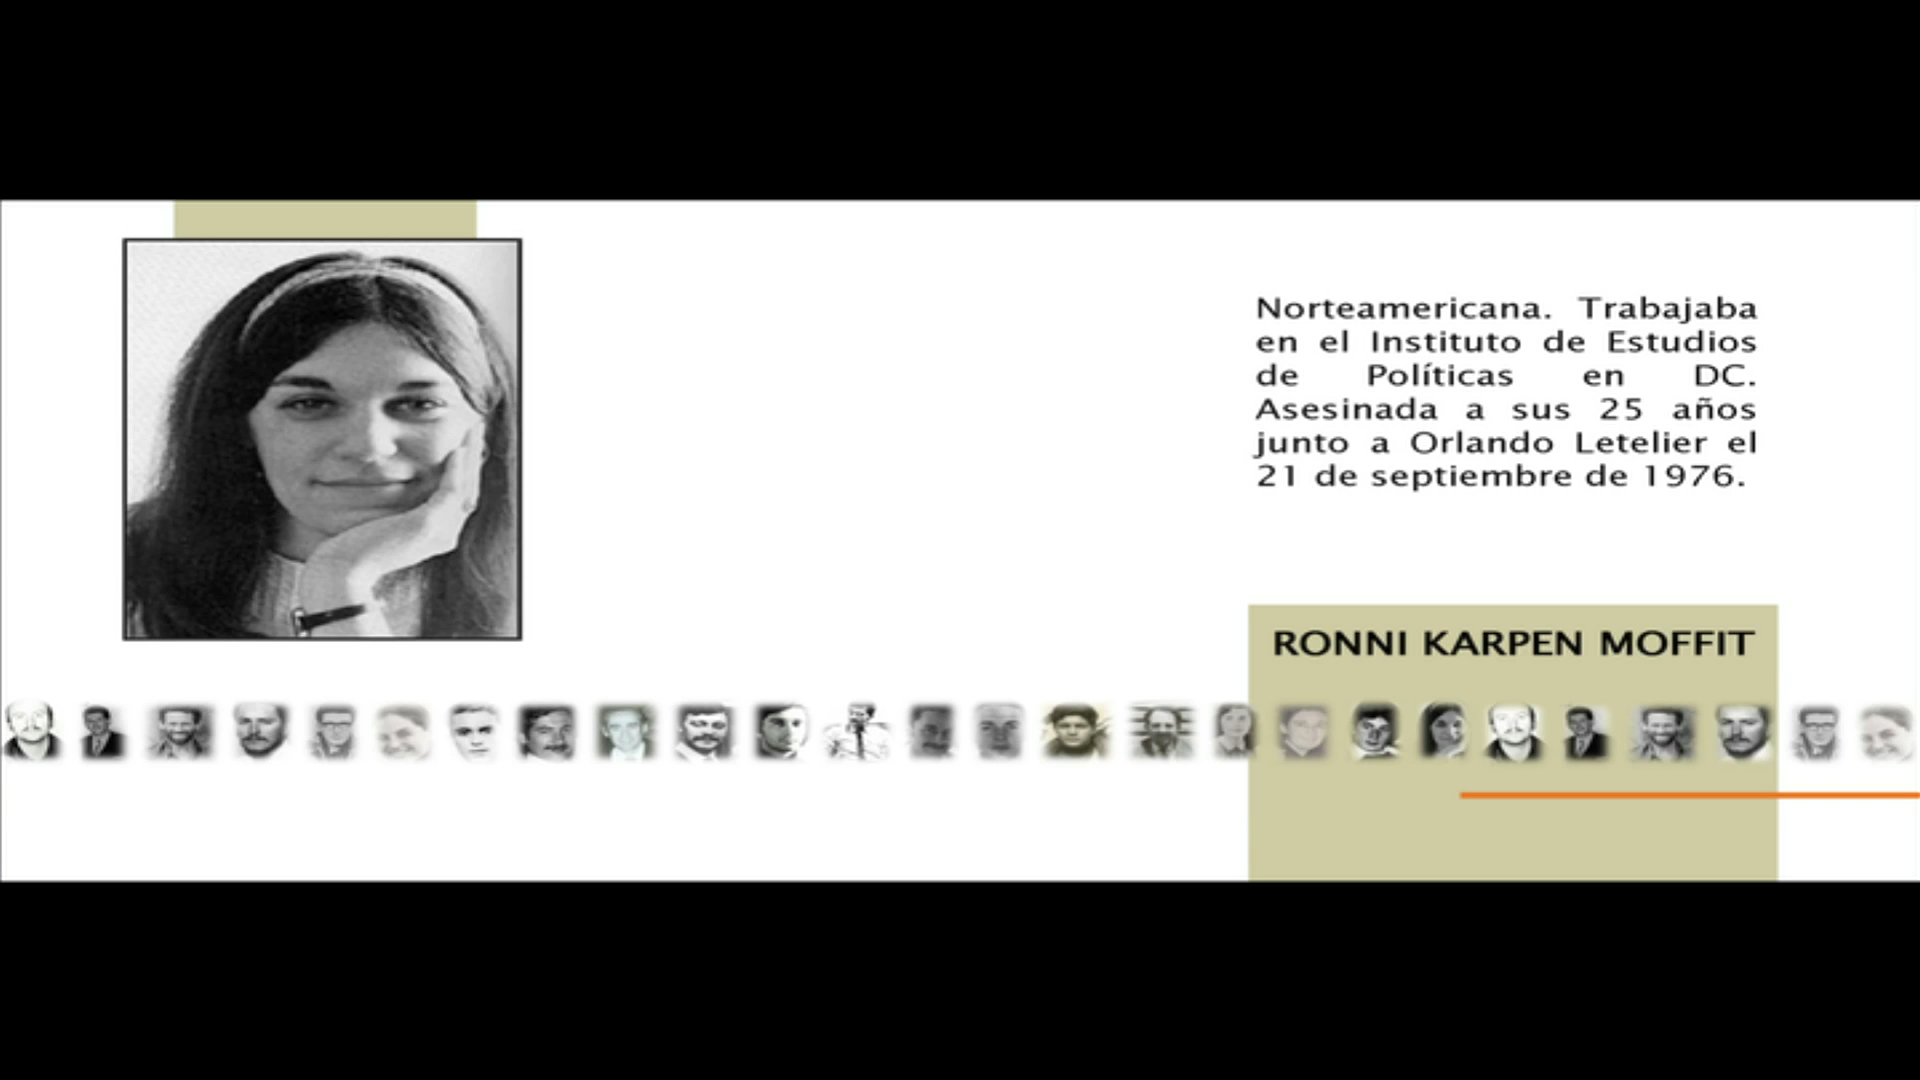 Norteamericana. Trabajaba
en el Instituto de Estudios
de Políticas en DC.
Asesinada a sus 25 años
junto a Orlando Letelier el
21 de septiembre de 1976.
RONNI KARPEN MOFFIT